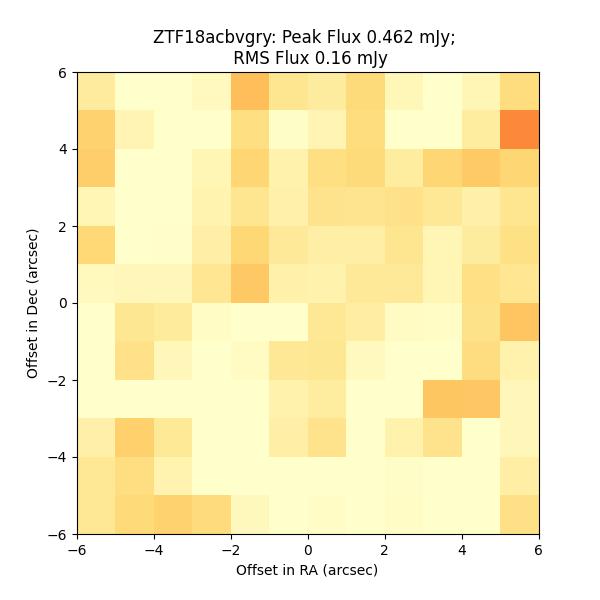 ZTF18acbvgry: Peak Flux 0.462 mJy;
RMS Flux 0.16 mJy
6
4
2
0
−2
−4
−6
Offset in Dec (arcsec)
−6 −4 −2 0 2 4 6
Offset in RA (arcsec)